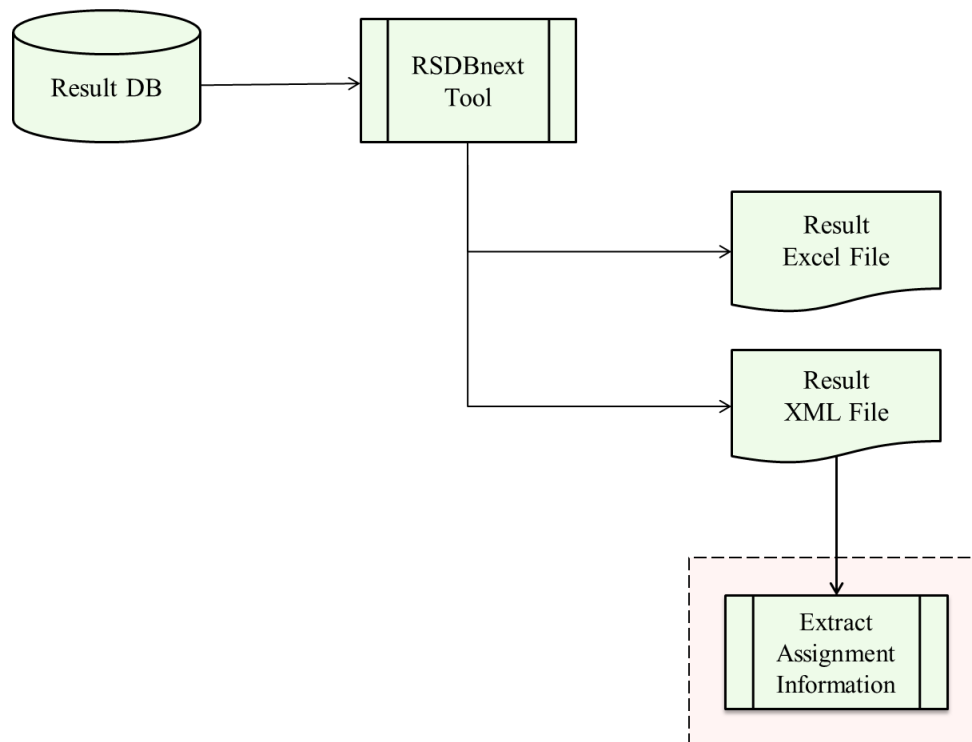 Result DB
RSDBnext
Tool
Result
Excel File
Result
XML File
Extract
Assignment
Information